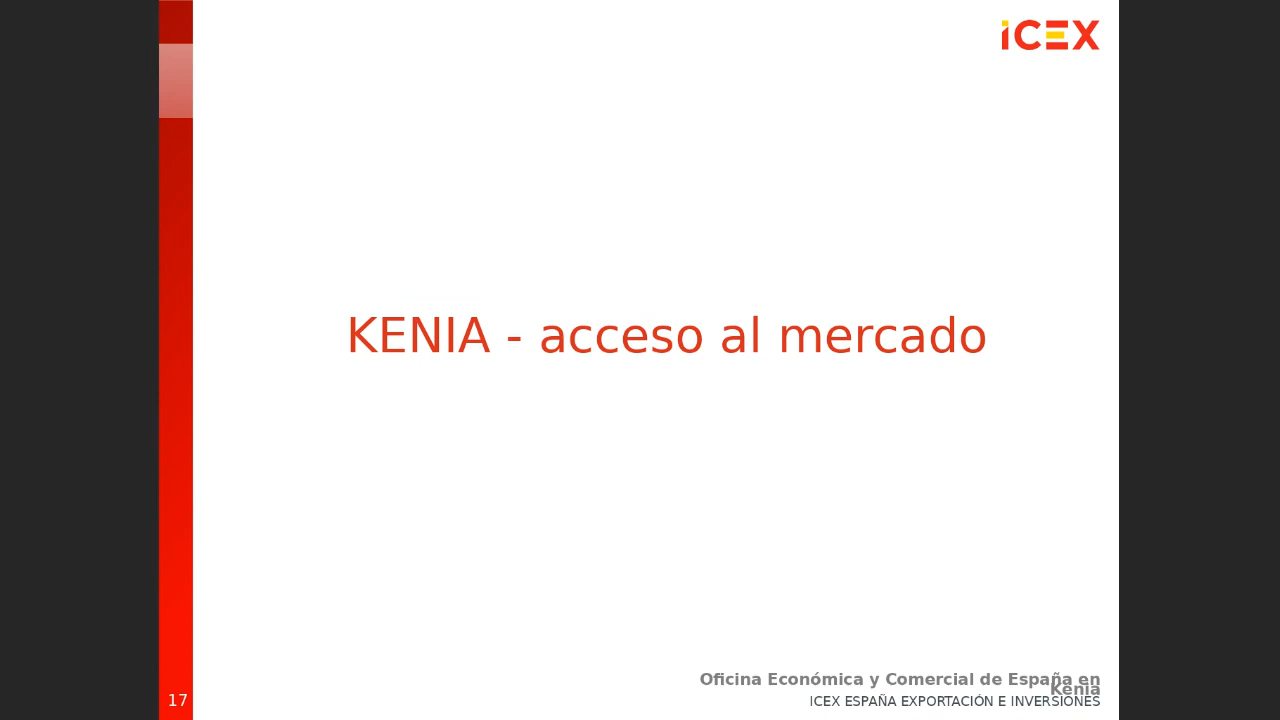 iCEX
KENIA - acceso al mercado
Oficina Económica y Comercial de España en
Kenia
ICEX ESPAÑA EXPORTACIÓN E INVERSIONES
17